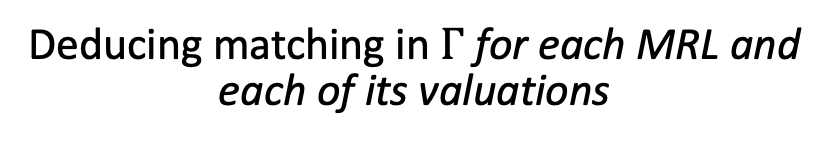 Deducing matching in Γ for each MRL and
each of its valuations